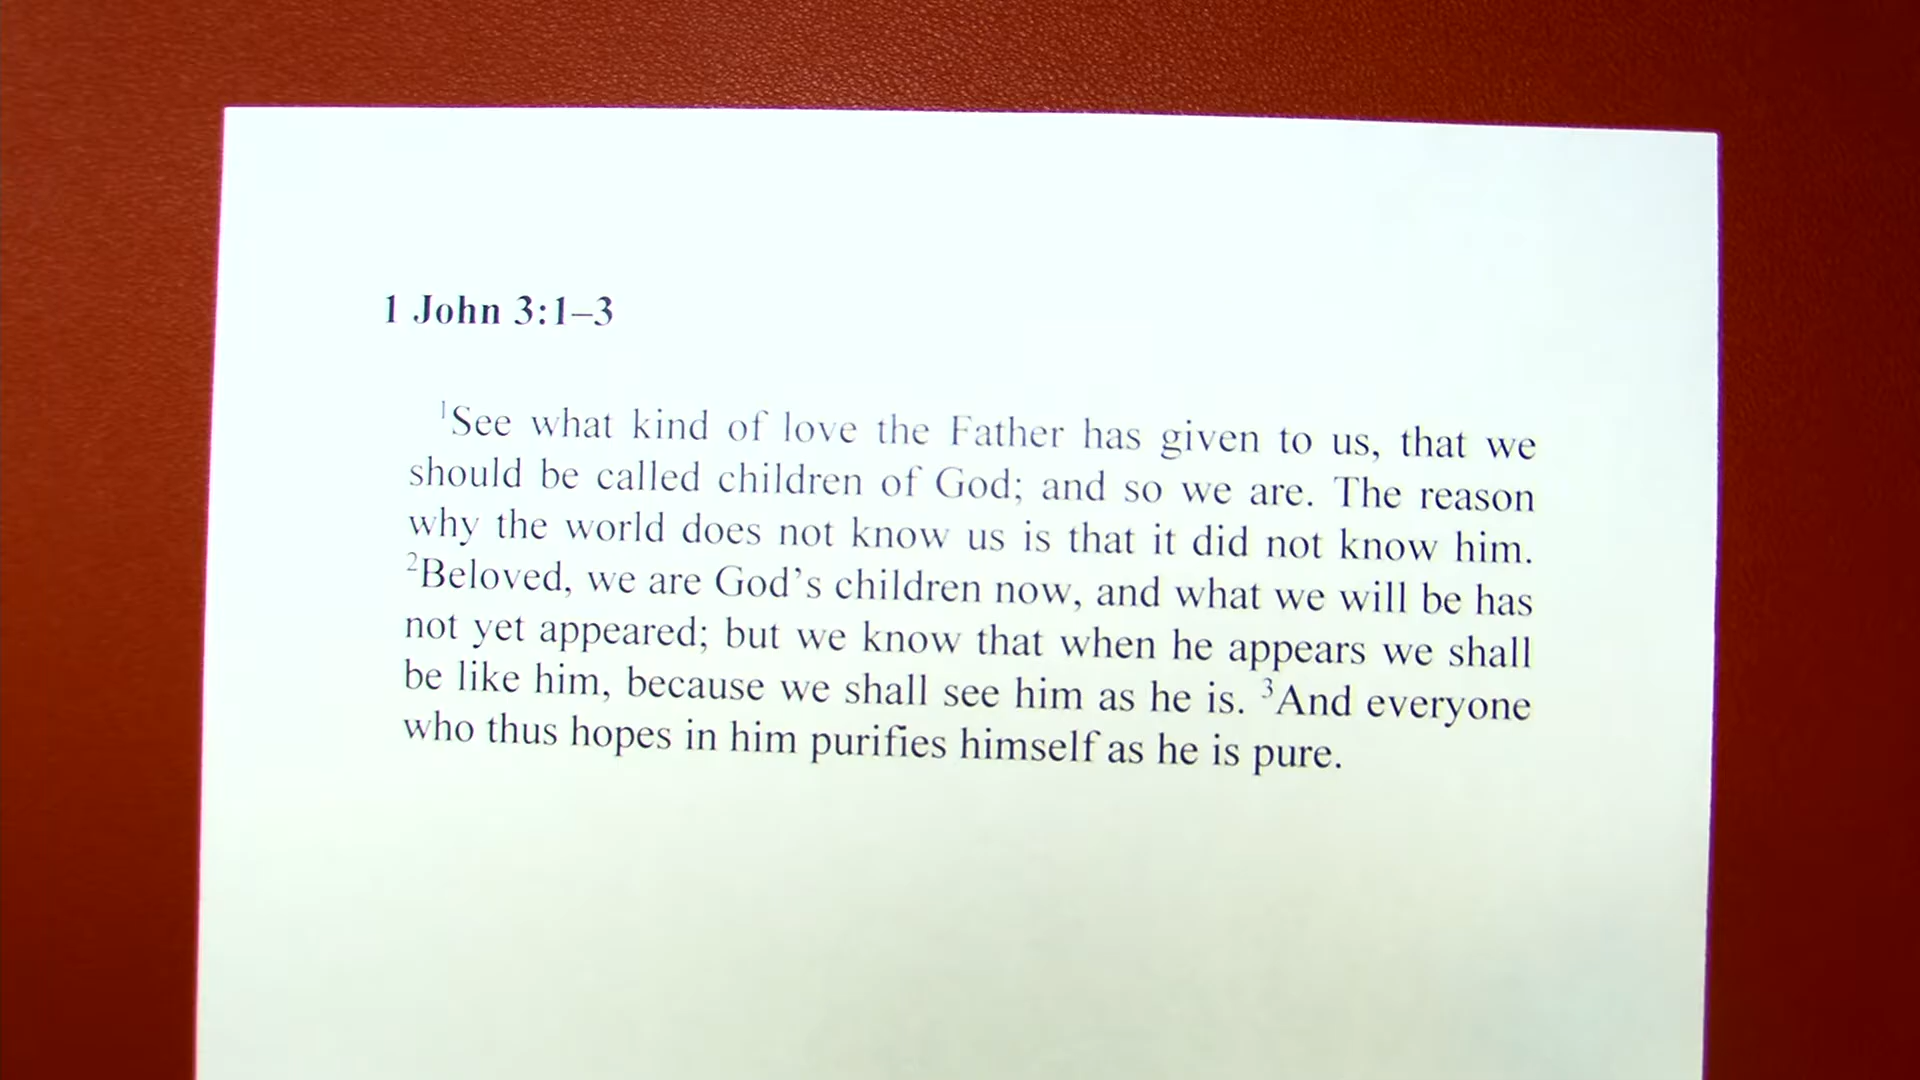 1 John 3:1–3
¹See what kind of love the Father has given to us, that we
should be called children of God; and so we are. The reason
why the world does not know us is that it did not know him.
²Beloved, we are God’s children now, and what we will be has
not yet appeared; but we know that when he appears we shall
be like him, because we shall see him as he is. ³And everyone
who thus hopes in him purifies himself as he is pure.